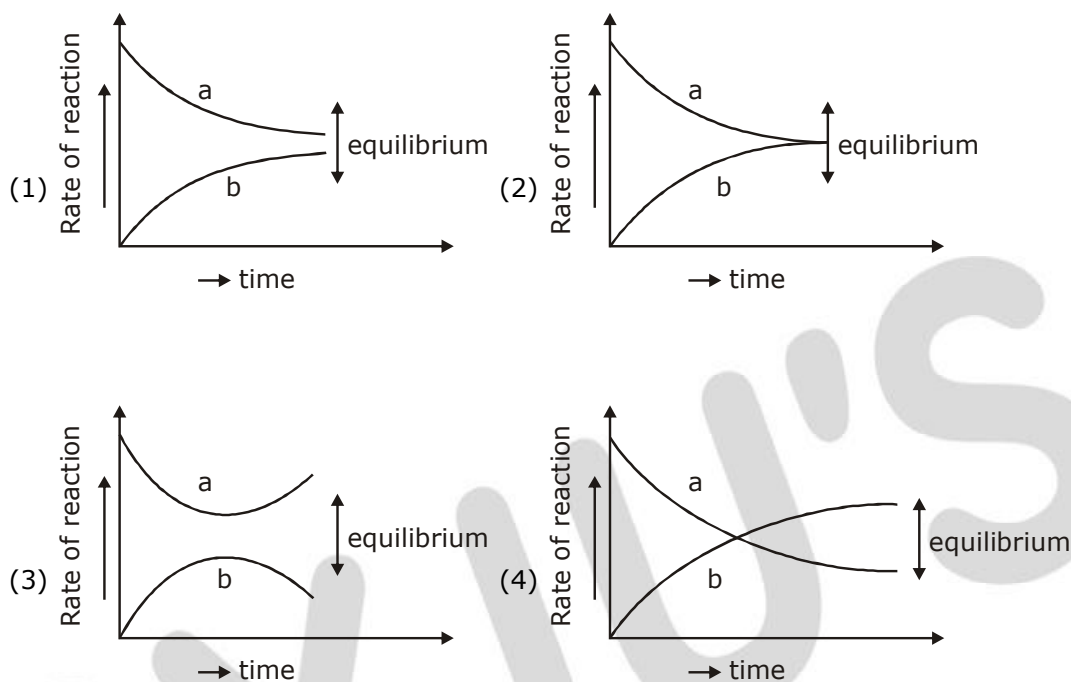 Rate of reaction
a
equilibrium
(1)
b
→ time
Rate of reaction
a
equilibrium
(2)
b
→ time
Rate of reaction
a
equilibrium
(3)
b
→ time
Rate of reaction
a
equilibrium
(4)
b
→ time
U'S